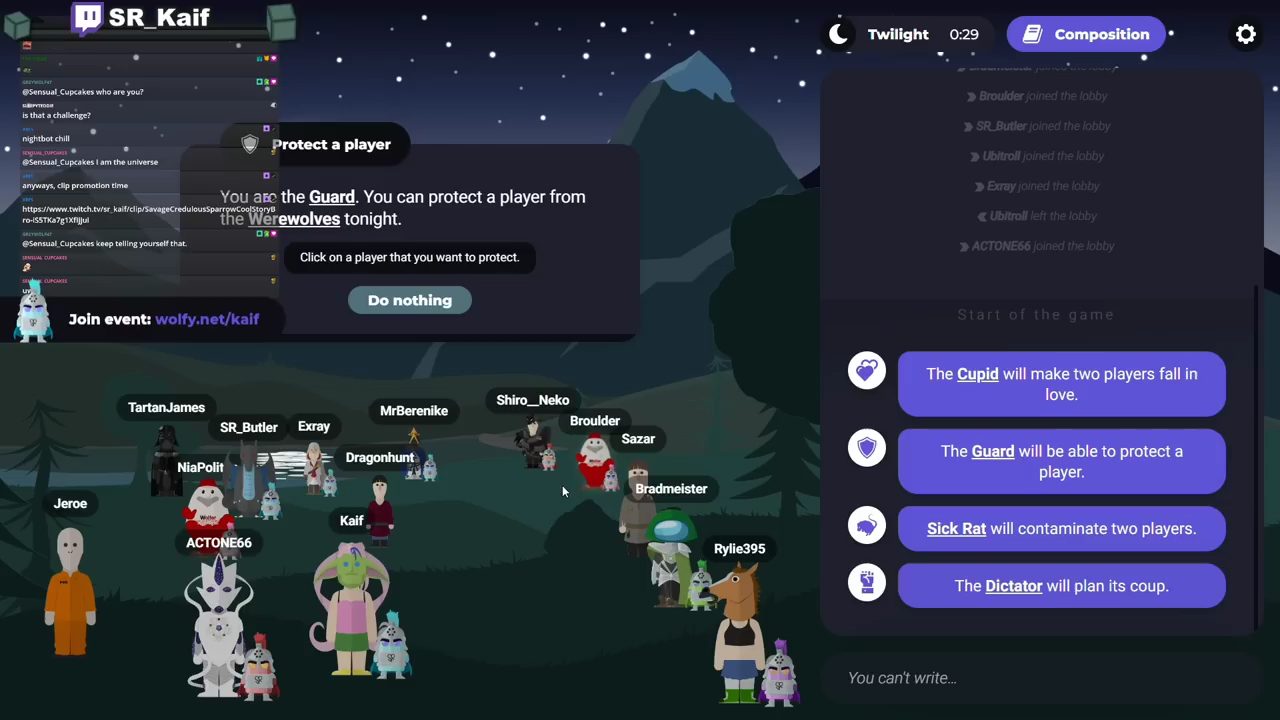 SR_Kaif
@Sensual_Cupcakes who are you?
is that a challenge?
nightbot chill
SENSUAL_CUPCAKES
@Sensual_Cupcakes I am the universe
anyways, clip promotion time
@Sensual_Cupcakes keep telling yourself that.
SENSUAL_CUPCAKES
SENSUAL_CUPCAKES
Join event: wolfy.net/kaif
Protect a player
You are the Guard. You can protect a player from
the Werewolves tonight.
Click on a player that you want to protect.
Do nothing
Twilight 0:29
Composition
Broulder joined the lobby
SR_Butler joined the lobby
Ubitroll joined the lobby
Exray joined the lobby
Ubitroll left the lobby
ACTONE66 joined the lobby
Start of the game
The Cupid will make two players fall in
love.
The Guard will be able to protect a
player.
Sick Rat will contaminate two players.
The Dictator will plan its coup.
You can't write...
TartanJames
SR_Butler
Exray
MrBerenike
Shiro__Neko
Broulder
Sazar
NiaPolit
Dragonhunt
Bradmeister
Jeroe
Kaif
ACTONE66
Rylie395